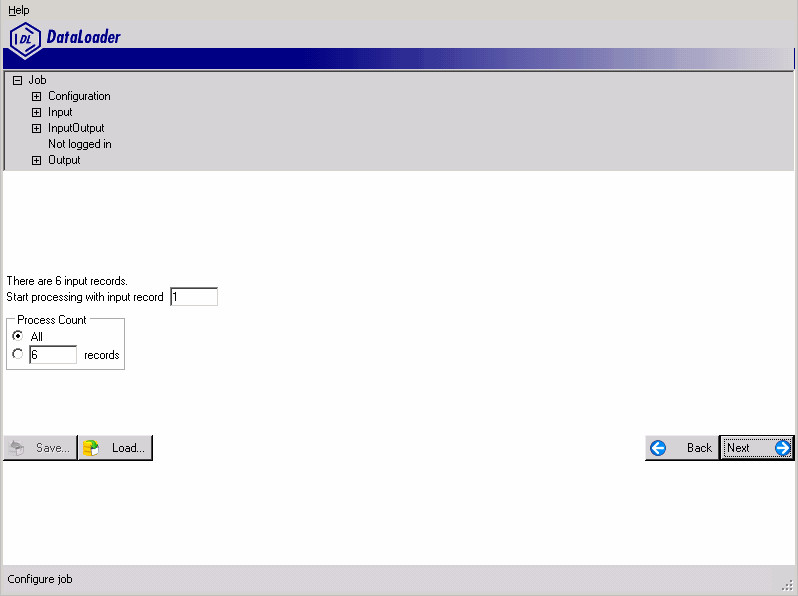 Help
DL DataLoader
Job
Configuration
Input
InputOutput
Not logged in
Output
There are 6 input records.
Start processing with input record 1
Process Count
All
6 records
Save... Load... Back Next
Configure job